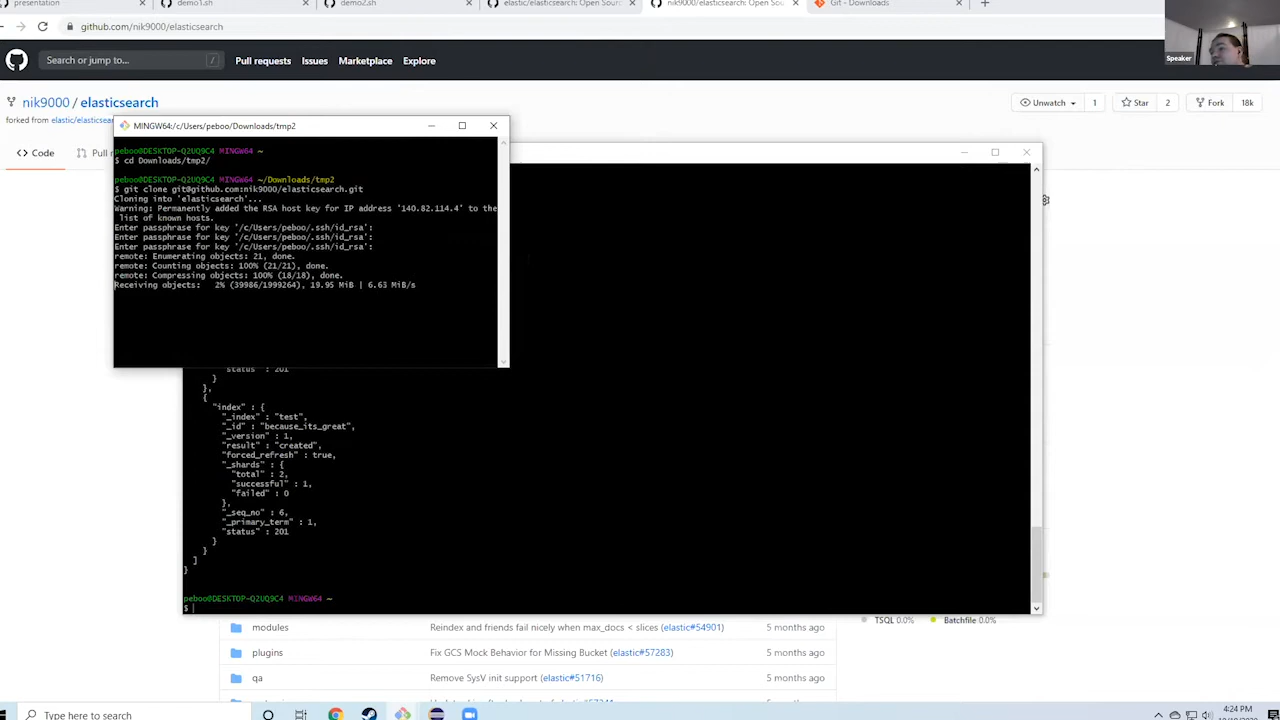 presentation
demo1.sh
demo2.sh
elastic/elasticsearch: Open Sour
nik9000/elasticsearch: Open Sou
Git - Downloads
github.com/nik9000/elasticsearch
Speaker
Search or jump to...
/
Pull requests
Issues
Marketplace
Explore
nik9000 / elasticsearch
Unwatch
1
Star
2
Fork
18k
forked from elastic/elasticsear
Code
Pull r
MINGW64:/c/Users/peboo/Downloads/tmp2
peboo@DESKTOP-Q2UQ9C4 MINGW64 ~
$ cd Downloads/tmp2/
peboo@DESKTOP-Q2UQ9C4 MINGW64 ~/Downloads/tmp2
$ git clone git@github.com:nik9000/elasticsearch.git
Cloning into 'elasticsearch'...
Warning: Permanently added the RSA host key for IP address '140.82.114.4' to the
list of known hosts.
Enter passphrase for key '/c/Users/peboo/.ssh/id_rsa':
Enter passphrase for key '/c/Users/peboo/.ssh/id_rsa':
Enter passphrase for key '/c/Users/peboo/.ssh/id_rsa':
remote: Enumerating objects: 21, done.
remote: Counting objects: 100% (21/21), done.
remote: Compressing objects: 100% (18/18), done.
Receiving objects:   2% (39986/1999264), 19.95 MiB | 6.63 MiB/s
status" : 201
}
},
{
"index" : {
"_index" : "test",
"_id" : "because_its_great",
"_version" : 1,
"result" : "created",
"forced_refresh" : true,
"_shards" : {
"total" : 2,
"successful" : 1,
"failed" : 0
},
"_seq_no" : 6,
"_primary_term" : 1,
"status" : 201
}
}
]
}
peboo@DESKTOP-Q2UQ9C4 MINGW64 ~
$
TSQL 0.0%
Batchfile 0.0%
modules
Reindex and friends fail nicely when max_docs < slices (elastic#54901)
5 months ago
plugins
Fix GCS Mock Behavior for Missing Bucket (elastic#57283)
5 months ago
qa
Remove SysV init support (elastic#51716)
5 months ago
Type here to search
4:24 PM